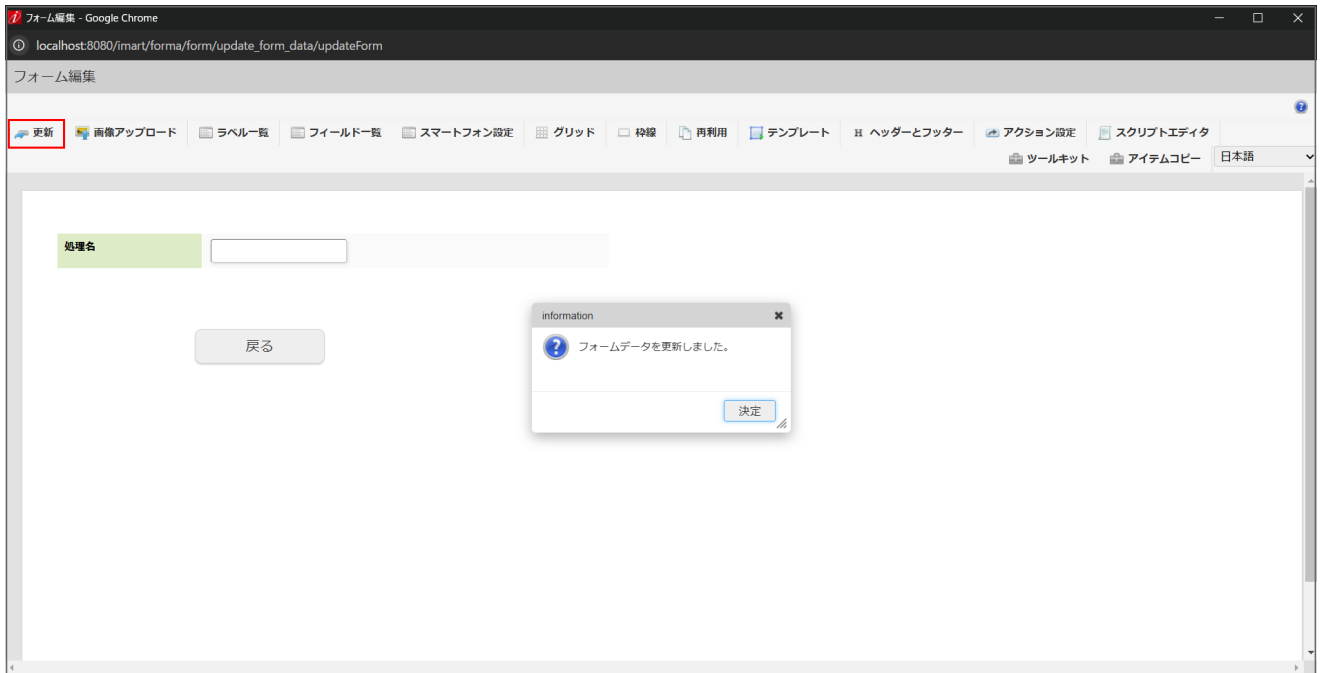 フォーム編集 - Google Chrome
localhost:8080/imart/forma/form/update_form_data/updateForm
フォーム編集
更新 画像アップロード ラベル一覧 フィールド一覧 スマートフォン設定 グリッド 枠線 再利用 テンプレート H ヘッダーとフッター アクション設定 スクリプトエディタ
ツールキット アイテムコピー 日本語
処理名
information
フォームデータを更新しました。
戻る
決定